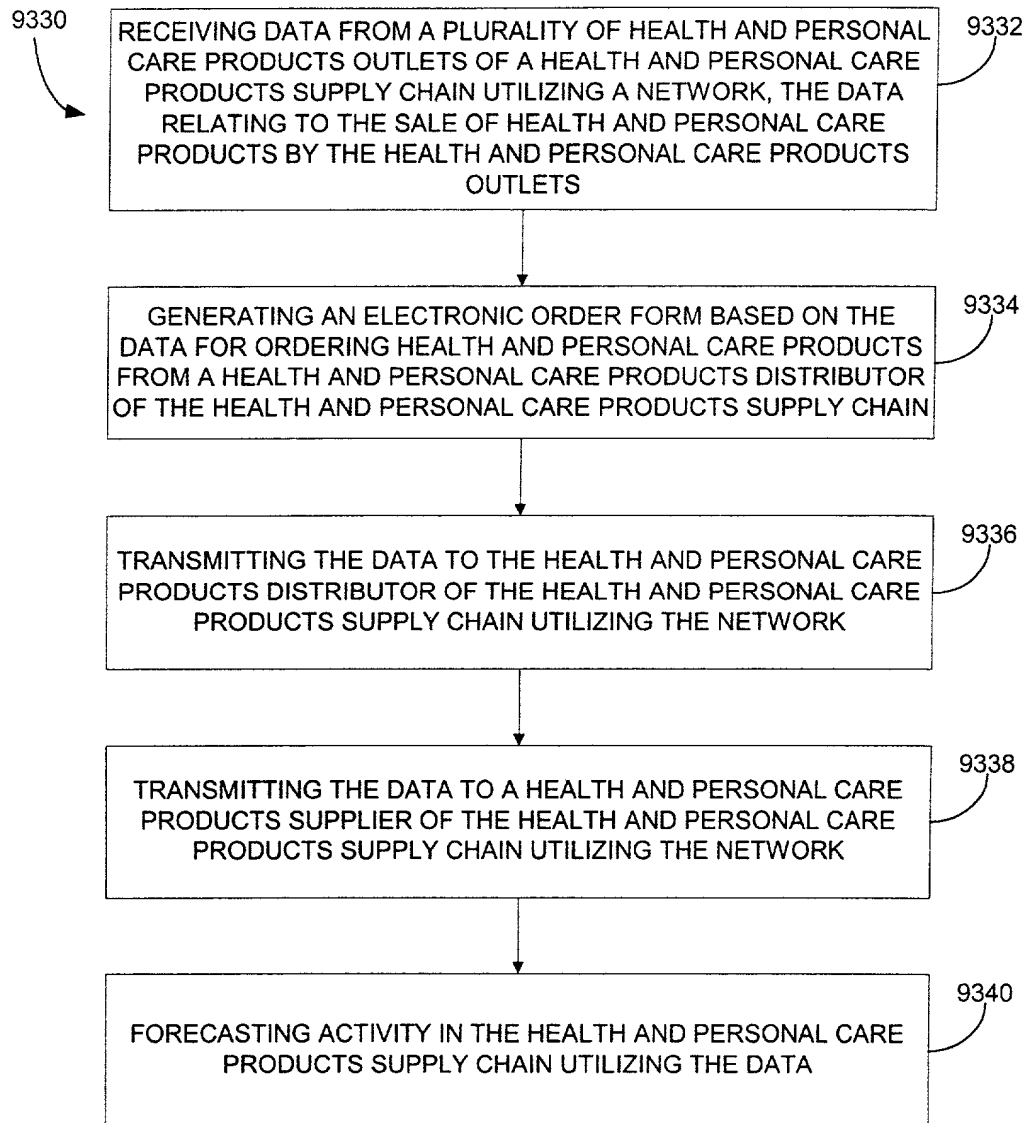 9330
RECEIVING DATA FROM A PLURALITY OF HEALTH AND PERSONAL
CARE PRODUCTS OUTLETS OF A HEALTH AND PERSONAL CARE
PRODUCTS SUPPLY CHAIN UTILIZING A NETWORK, THE DATA
RELATING TO THE SALE OF HEALTH AND PERSONAL CARE
PRODUCTS BY THE HEALTH AND PERSONAL CARE PRODUCTS
OUTLETS
9332
GENERATING AN ELECTRONIC ORDER FORM BASED ON THE
DATA FOR ORDERING HEALTH AND PERSONAL CARE PRODUCTS
FROM A HEALTH AND PERSONAL CARE PRODUCTS DISTRIBUTOR
OF THE HEALTH AND PERSONAL CARE PRODUCTS SUPPLY CHAIN
9334
TRANSMITTING THE DATA TO THE HEALTH AND PERSONAL CARE
PRODUCTS DISTRIBUTOR OF THE HEALTH AND PERSONAL CARE
PRODUCTS SUPPLY CHAIN UTILIZING THE NETWORK
9336
TRANSMITTING THE DATA TO A HEALTH AND PERSONAL CARE
PRODUCTS SUPPLIER OF THE HEALTH AND PERSONAL CARE
PRODUCTS SUPPLY CHAIN UTILIZING THE NETWORK
9338
FORECASTING ACTIVITY IN THE HEALTH AND PERSONAL CARE
PRODUCTS SUPPLY CHAIN UTILIZING THE DATA
9340